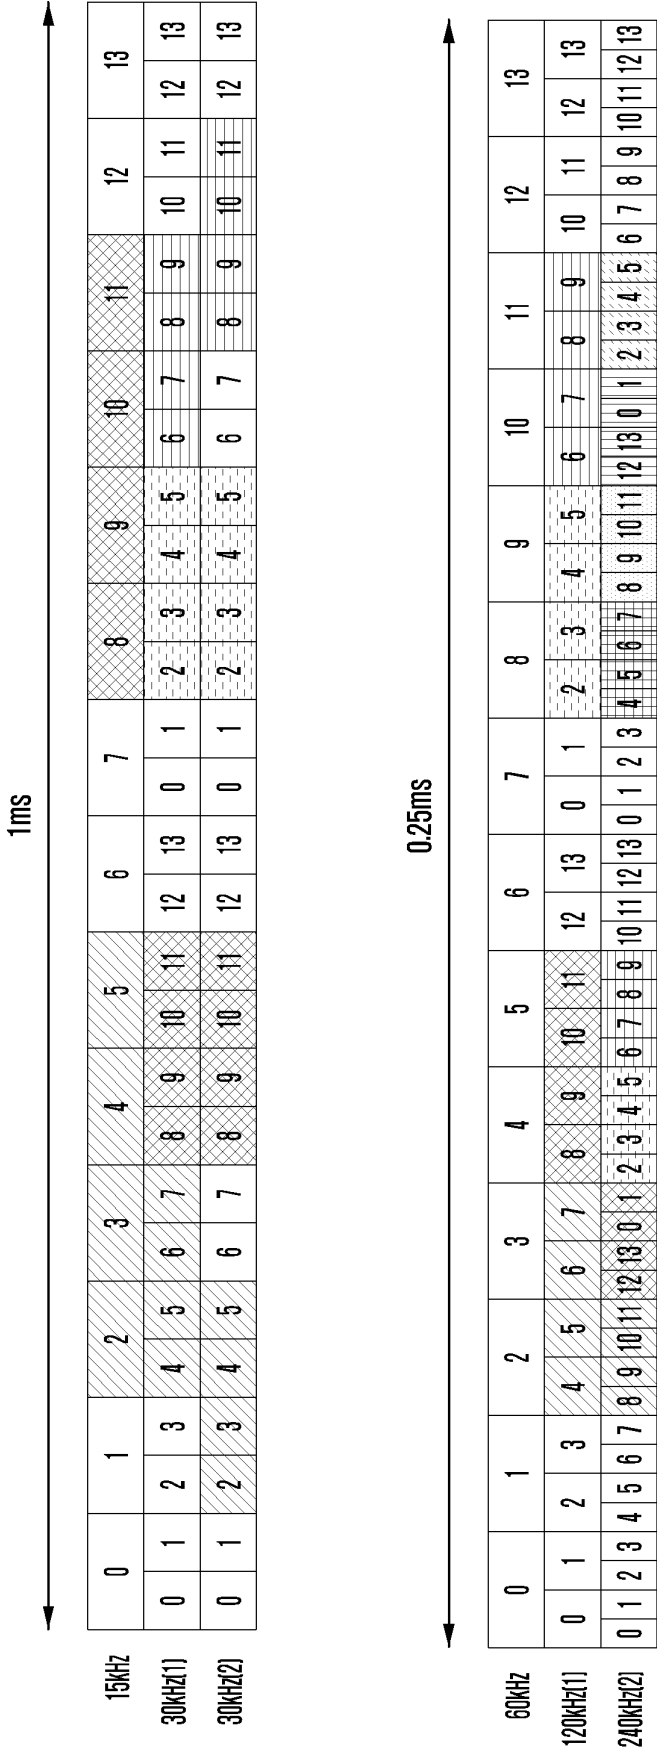 1ms
15kHz 0 1 2 3 4 5 6 7 8 9 10 11 12 13
30kHz(1) 0 1 2 3 4 5 6 7 8 9 10 11 12 13 0 1 2 3 4 5 6 7 8 9 10 11 12 13
30kHz(2) 0 1 2 3 4 5 6 7 8 9 10 11 12 13 0 1 2 3 4 5 6 7 8 9 10 11 12 13
0.25ms
60kHz 0 1 2 3 4 5 6 7 8 9 10 11 12 13
120kHz(1) 0 1 2 3 4 5 6 7 8 9 10 11 12 13 0 1 2 3 4 5 6 7 8 9 10 11 12 13
240kHz(2) 0 1 2 3 4 5 6 7 8 9 10 11 12 13 0 1 2 3 4 5 6 7 8 9 10 11 12 13 0 1 2 3 4 5 6 7 8 9 10 11 12 13 0 1 2 3 4 5 6 7 8 9 10 11 12 13